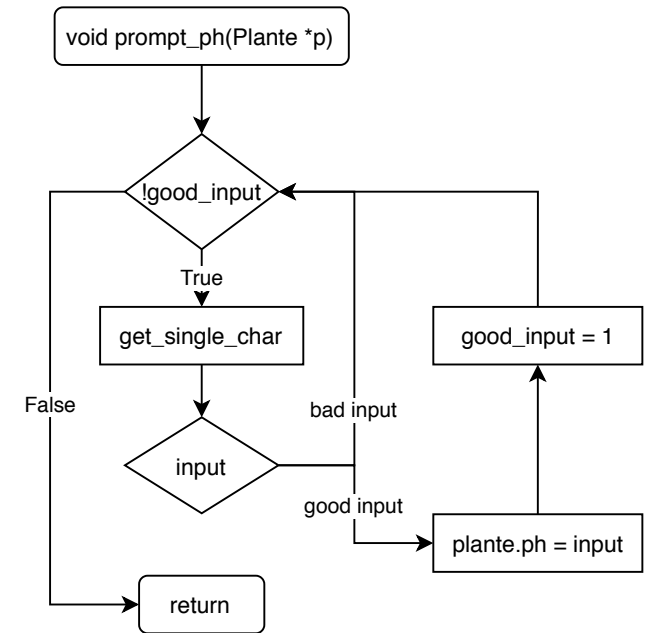 void prompt_ph(Plante *p)
!good_input
True
get_single_char
good_input = 1
False
bad input
input
good input
plante.ph = input
return